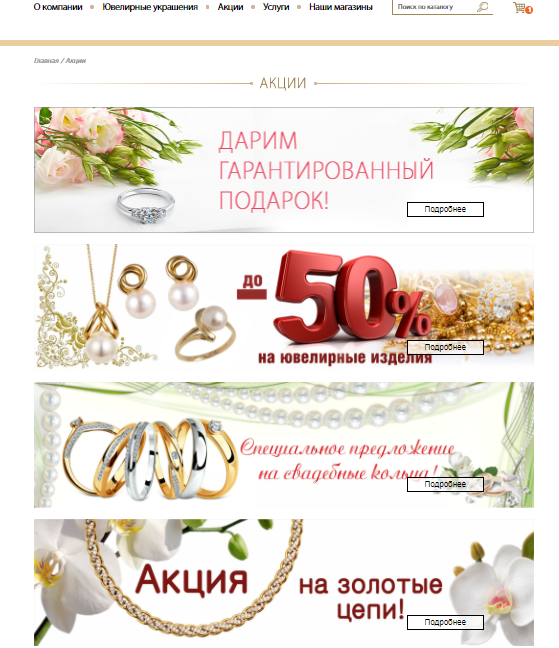 О компании Ювелирные украшения Акции Услуги Наши магазины Поиск по каталогу 1
Главная / Акции
АКЦИИ
ДАРИМ
ГАРАНТИРОВАННЫЙ
ПОДАРОК!
Подробнее
до 50%
на ювелирные изделия
Подробнее
Специальное предложение
на свадебные кольца!
Подробнее
Акция на золотые
цепи!
Подробнее